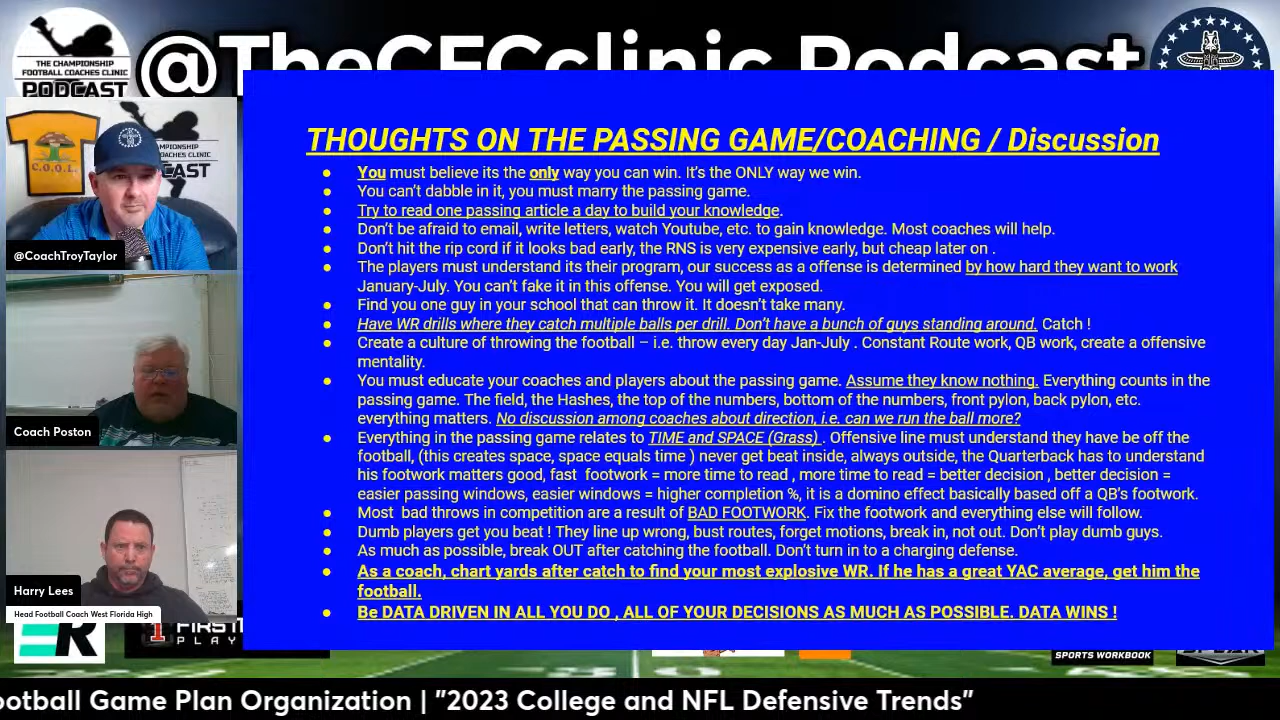 THE CHAMPIONSHIP
FOOTBALL COACHES CLINIC
PODCAST
@TheCFCclinic Podcast
C.O.O.L.
@CoachTroyTaylor
Coach Poston
Harry Lees
Head Football Coach West Florida High
THOUGHTS ON THE PASSING GAME/COACHING / Discussion
● You must believe its the only way you can win. It's the ONLY way we win.
● You can't dabble in it, you must marry the passing game.
● Try to read one passing article a day to build your knowledge.
● Don't be afraid to email, write letters, watch Youtube, etc. to gain knowledge. Most coaches will help.
● Don't hit the rip cord if it looks bad early, the RNS is very expensive early, but cheap later on .
● The players must understand its their program, our success as a offense is determined by how hard they want to work
January-July. You can't fake it in this offense. You will get exposed.
● Find you one guy in your school that can throw it. It doesn't take many.
● Have WR drills where they catch multiple balls per drill. Don't have a bunch of guys standing around. Catch !
● Create a culture of throwing the football – i.e. throw every day Jan-July . Constant Route work, QB work, create a offensive
mentality.
● You must educate your coaches and players about the passing game. Assume they know nothing. Everything counts in the
passing game. The field, the Hashes, the top of the numbers, bottom of the numbers, front pylon, back pylon, etc.
everything matters. No discussion among coaches about direction, i.e. can we run the ball more?
● Everything in the passing game relates to TIME and SPACE (Grass) . Offensive line must understand they have be off the
football, (this creates space, space equals time ) never get beat inside, always outside, the Quarterback has to understand
his footwork matters good, fast footwork = more time to read , more time to read = better decision , better decision =
easier passing windows, easier windows = higher completion %, it is a domino effect basically based off a QB's footwork.
● Most bad throws in competition are a result of BAD FOOTWORK. Fix the footwork and everything else will follow.
● Dumb players get you beat ! They line up wrong, bust routes, forget motions, break in, not out. Don't play dumb guys.
● As much as possible, break OUT after catching the football. Don't turn in to a charging defense.
● As a coach, chart yards after catch to find your most explosive WR. If he has a great YAC average, get him the
football.
● Be DATA DRIVEN IN ALL YOU DO , ALL OF YOUR DECISIONS AS MUCH AS POSSIBLE. DATA WINS !
SPORTS WORKBOOK
ootball Game Plan Organization | "2023 College and NFL Defensive Trends"